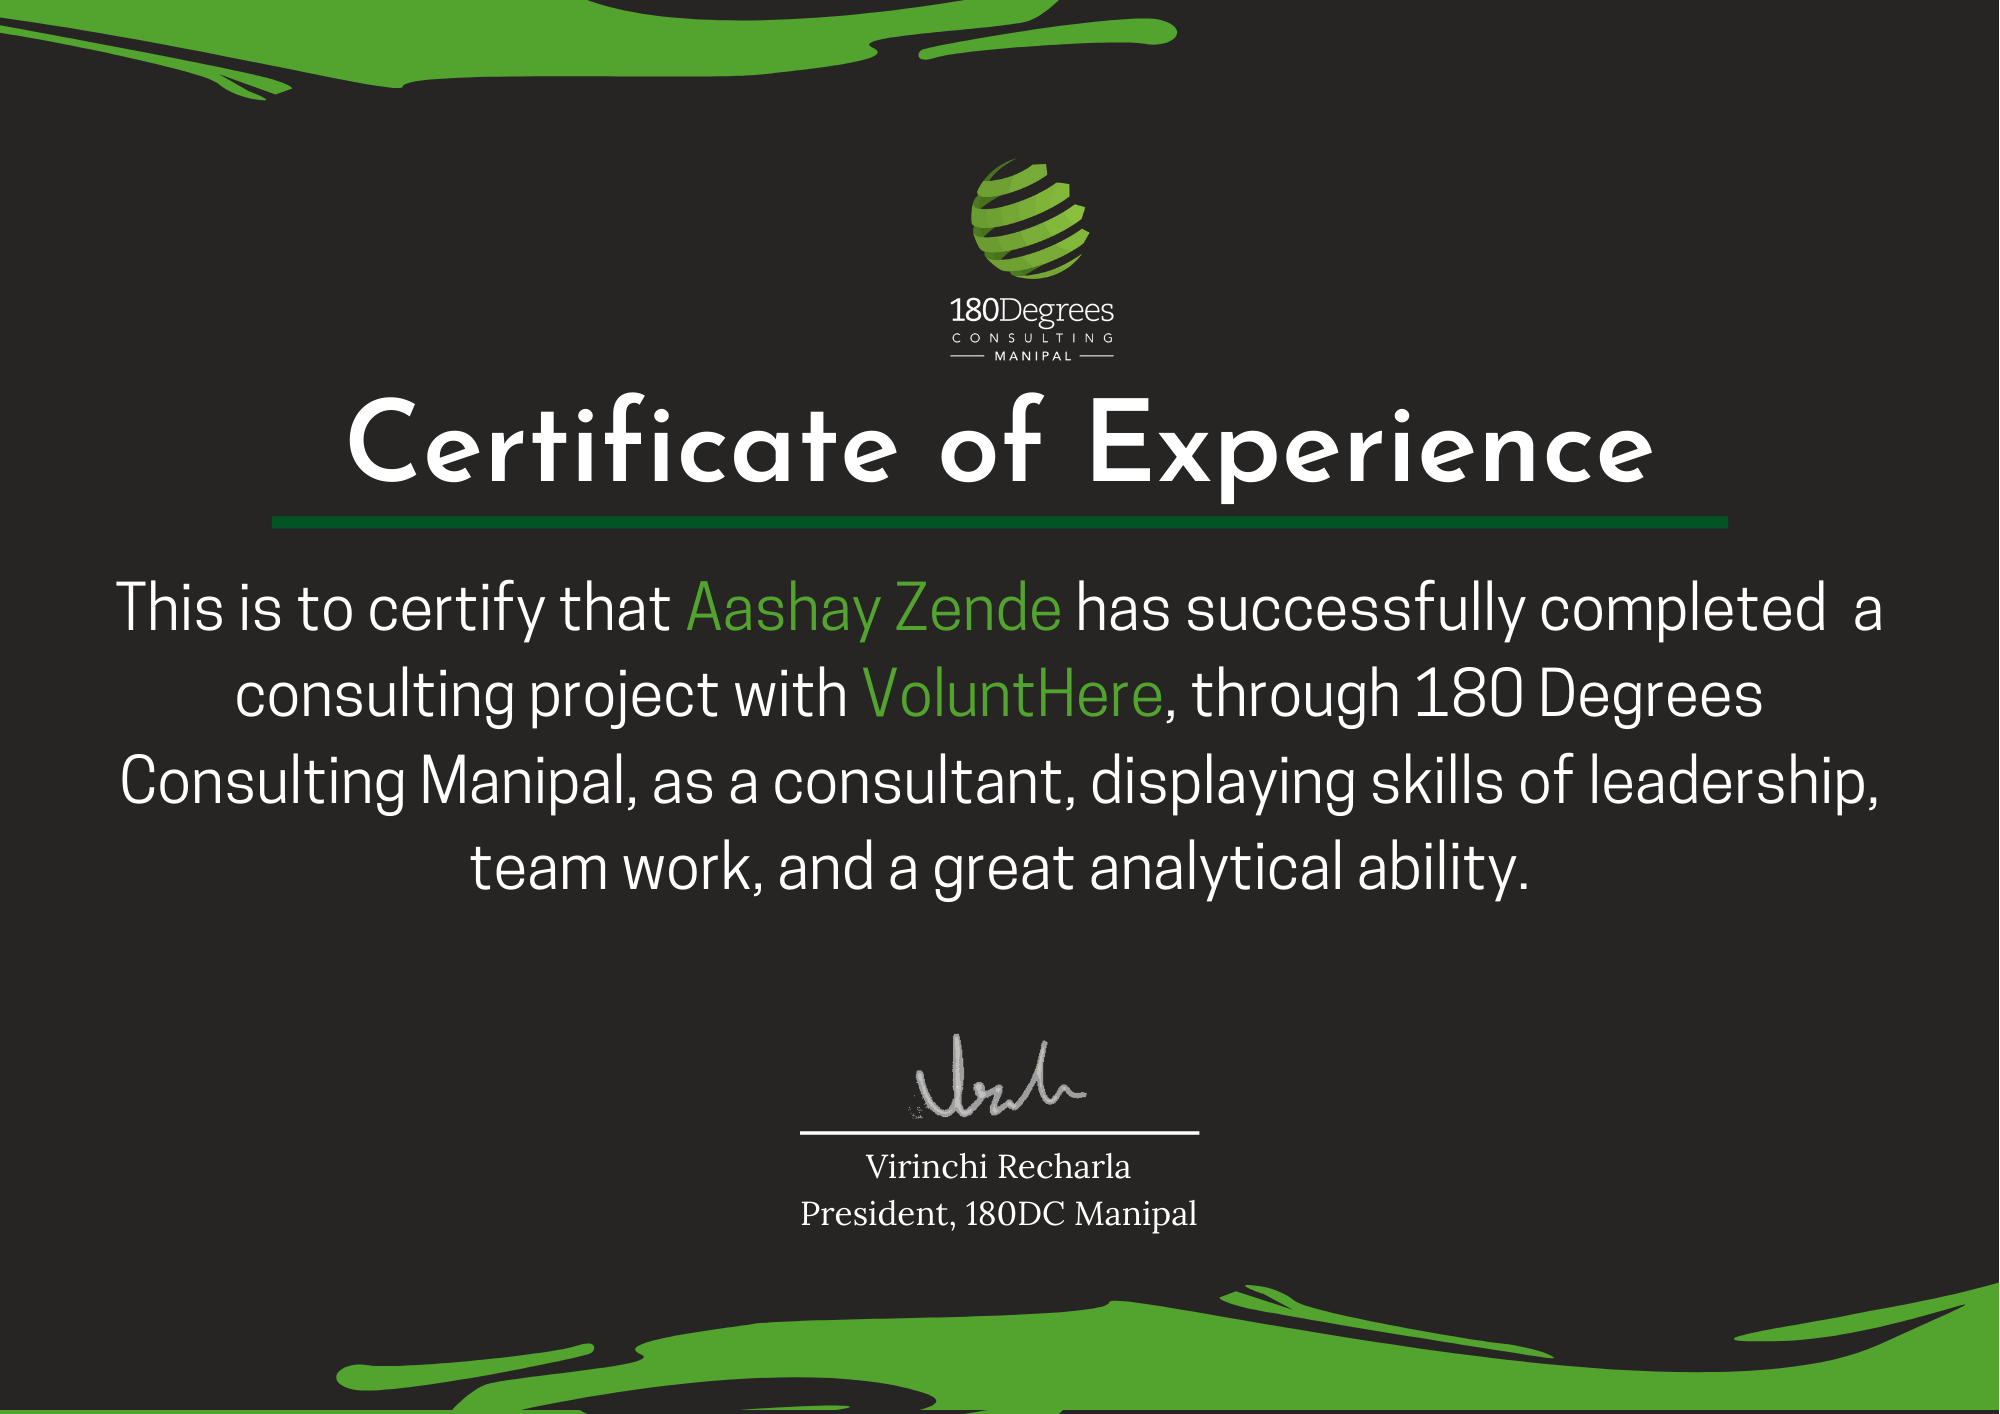 180Degrees
CONSULTING
MANIPAL
Certificate of Experience
This is to certify that Aashay Zende has successfully completed  a
consulting project with VoluntHere, through 180 Degrees
Consulting Manipal, as a consultant, displaying skills of leadership,
team work, and a great analytical ability.
Virinchi Recharla
President, 180DC Manipal